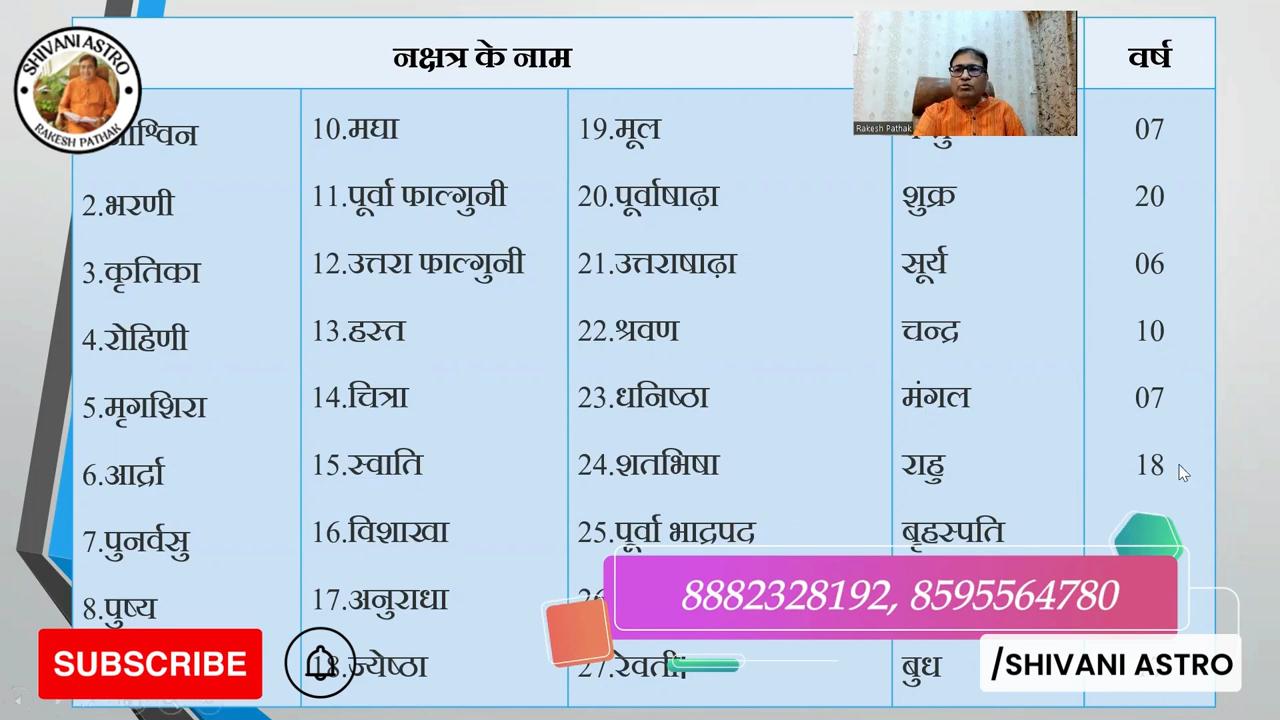 SHIVANI ASTRO
RAKESH PATHAK
Rakesh Pathak
नक्षत्र के नाम वर्ष
10.मघा 19.मूल 07
2.भरणी 11.पूर्वा फाल्गुनी 20.पूर्वाषाढ़ा शुक्र 20
3.कृतिका 12.उत्तरा फाल्गुनी 21.उत्तराषाढ़ा सूर्य 06
4.रोहिणी 13.हस्त 22.श्रवण चन्द्र 10
5.मृगशिरा 14.चित्रा 23.धनिष्ठा मंगल 07
6.आर्द्रा 15.स्वाति 24.शतभिषा राहु 18
7.पुनर्वसु 16.विशाखा 25.पूर्वा भाद्रपद बृहस्पति
8.पुष्य 17.अनुराधा
18.ज्येष्ठा 27.रेवती बुध
8882328192, 8595564780
SUBSCRIBE
/SHIVANI ASTRO